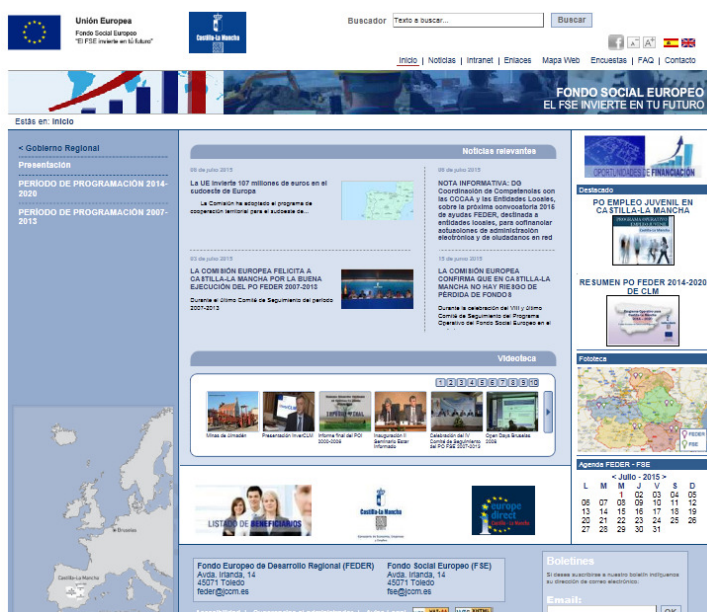 Unión Europea
Fondo Social Europeo
"El FSE invierte en tú futuro"
Castilla-La Mancha
Buscador
Texto a buscar...
Buscar
Inicio | Noticias | Intranet | Enlaces Mapa Web Encuestas | FAQ | Contacto
FONDO SOCIAL EUROPEO
EL FSE INVIERTE EN TU FUTURO
Estás en: Inicio
< Gobierno Regional
Presentación
PERÍODO DE PROGRAMACIÓN 2014-
2020
PERÍODO DE PROGRAMACIÓN 2007-
2013
Bruselas
Castilla-La Mancha
Noticias relevantes
09 de julio 2015
La UE invierte 107 millones de euros en el
sudoeste de Europa
La Comisión ha adoptado el programa de
cooperación territorial para el sudoeste de...
NOTA INFORMATIVA: DG
Coordinación de Competencias con
las CCCAA y las Entidades Locales,
sobre la próxima convocatoria 2015
de ayudas FEDER, destinada a
entidades locales, para cofinanciar
actuaciones de administración
electrónica y de ciudadanos en red
03 de julio 2015
LA COMISIÓN EUROPEA FELICITA A
CASTILLA-LA MANCHA POR LA BUENA
EJECUCIÓN DEL PO FEDER 2007-2013
Durante el último Comité de Seguimiento del periodo
2007-2013
15 de junio 2015
LA COMISIÓN EUROPEA
CONFIRMA QUE EN CASTILLA-LA
MANCHA NO HAY RIESGO DE
PÉRDIDA DE FONDOS
Durante la celebración del VIII y último
Comité de Seguimiento del Programa
Operativo del Fondo Social Europeo en el
Videoteca
1 2 3 4 5 6 7 8 9 10
Minas de Almadén
Presentación InverCLM
Informe final del POI
2000-2006
Inauguración II
Seminario Estar
Informado
Celebración del IV
Comité de Seguimiento
del PO FSE 2007-2013
Open Days Bruselas
LISTADO DE BENEFICIARIOS
Castilla-La Mancha
europe
direct
Castilla - La Mancha
Fondo Europeo de Desarrollo Regional (FEDER)
Avda. Irlanda, 14
45071 Toledo
feder@jccm.es
Fondo Social Europeo (FSE)
Avda. Irlanda, 14
45071 Toledo
fse@jccm.es
Boletines
Si desea suscribirse a nuestro boletín indíquenos
su dirección de correo electrónico.
Email:
OK
OPORTUNIDADES DE FINANCIACIÓN
Destacado
PO EMPLEO JUVENIL EN
CASTILLA-LA MANCHA
RESUMEN PO FEDER 2014-2020
DE CLM
Fototeca
FEDER
FSE
Agenda FEDER - FSE
< Julio - 2015 >
L M M J V S D
1 02 03 04 05
06 07 08 09 10 11 12
13 14 15 16 17 18 19
20 21 22 23 24 25 26
27 28 29 30 31